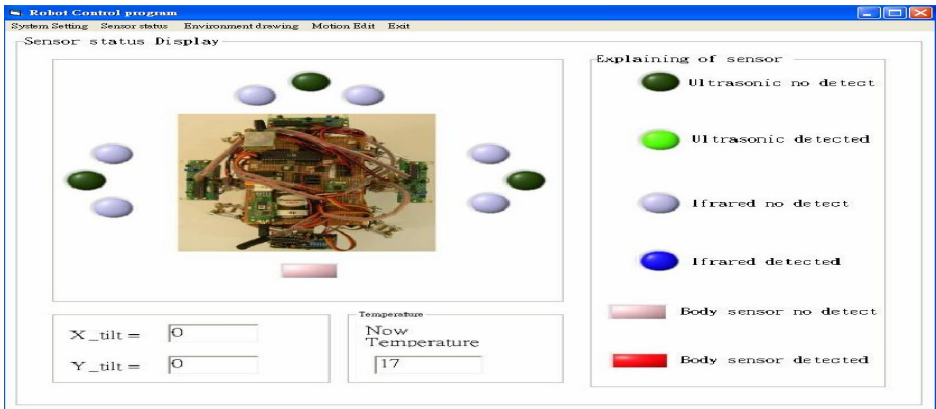 Robot Control program
System Setting Sensor status Environment drawing Motion Edit Exit
Sensor status Display
Explaining of sensor
Ultrasonic no detect
Ultrasonic detected
Ifrared no detect
Ifrared detected
Body sensor no detect
Body sensor detected
X_tilt = 0
Y_tilt = 0
Temperature
Now
Temperature
17